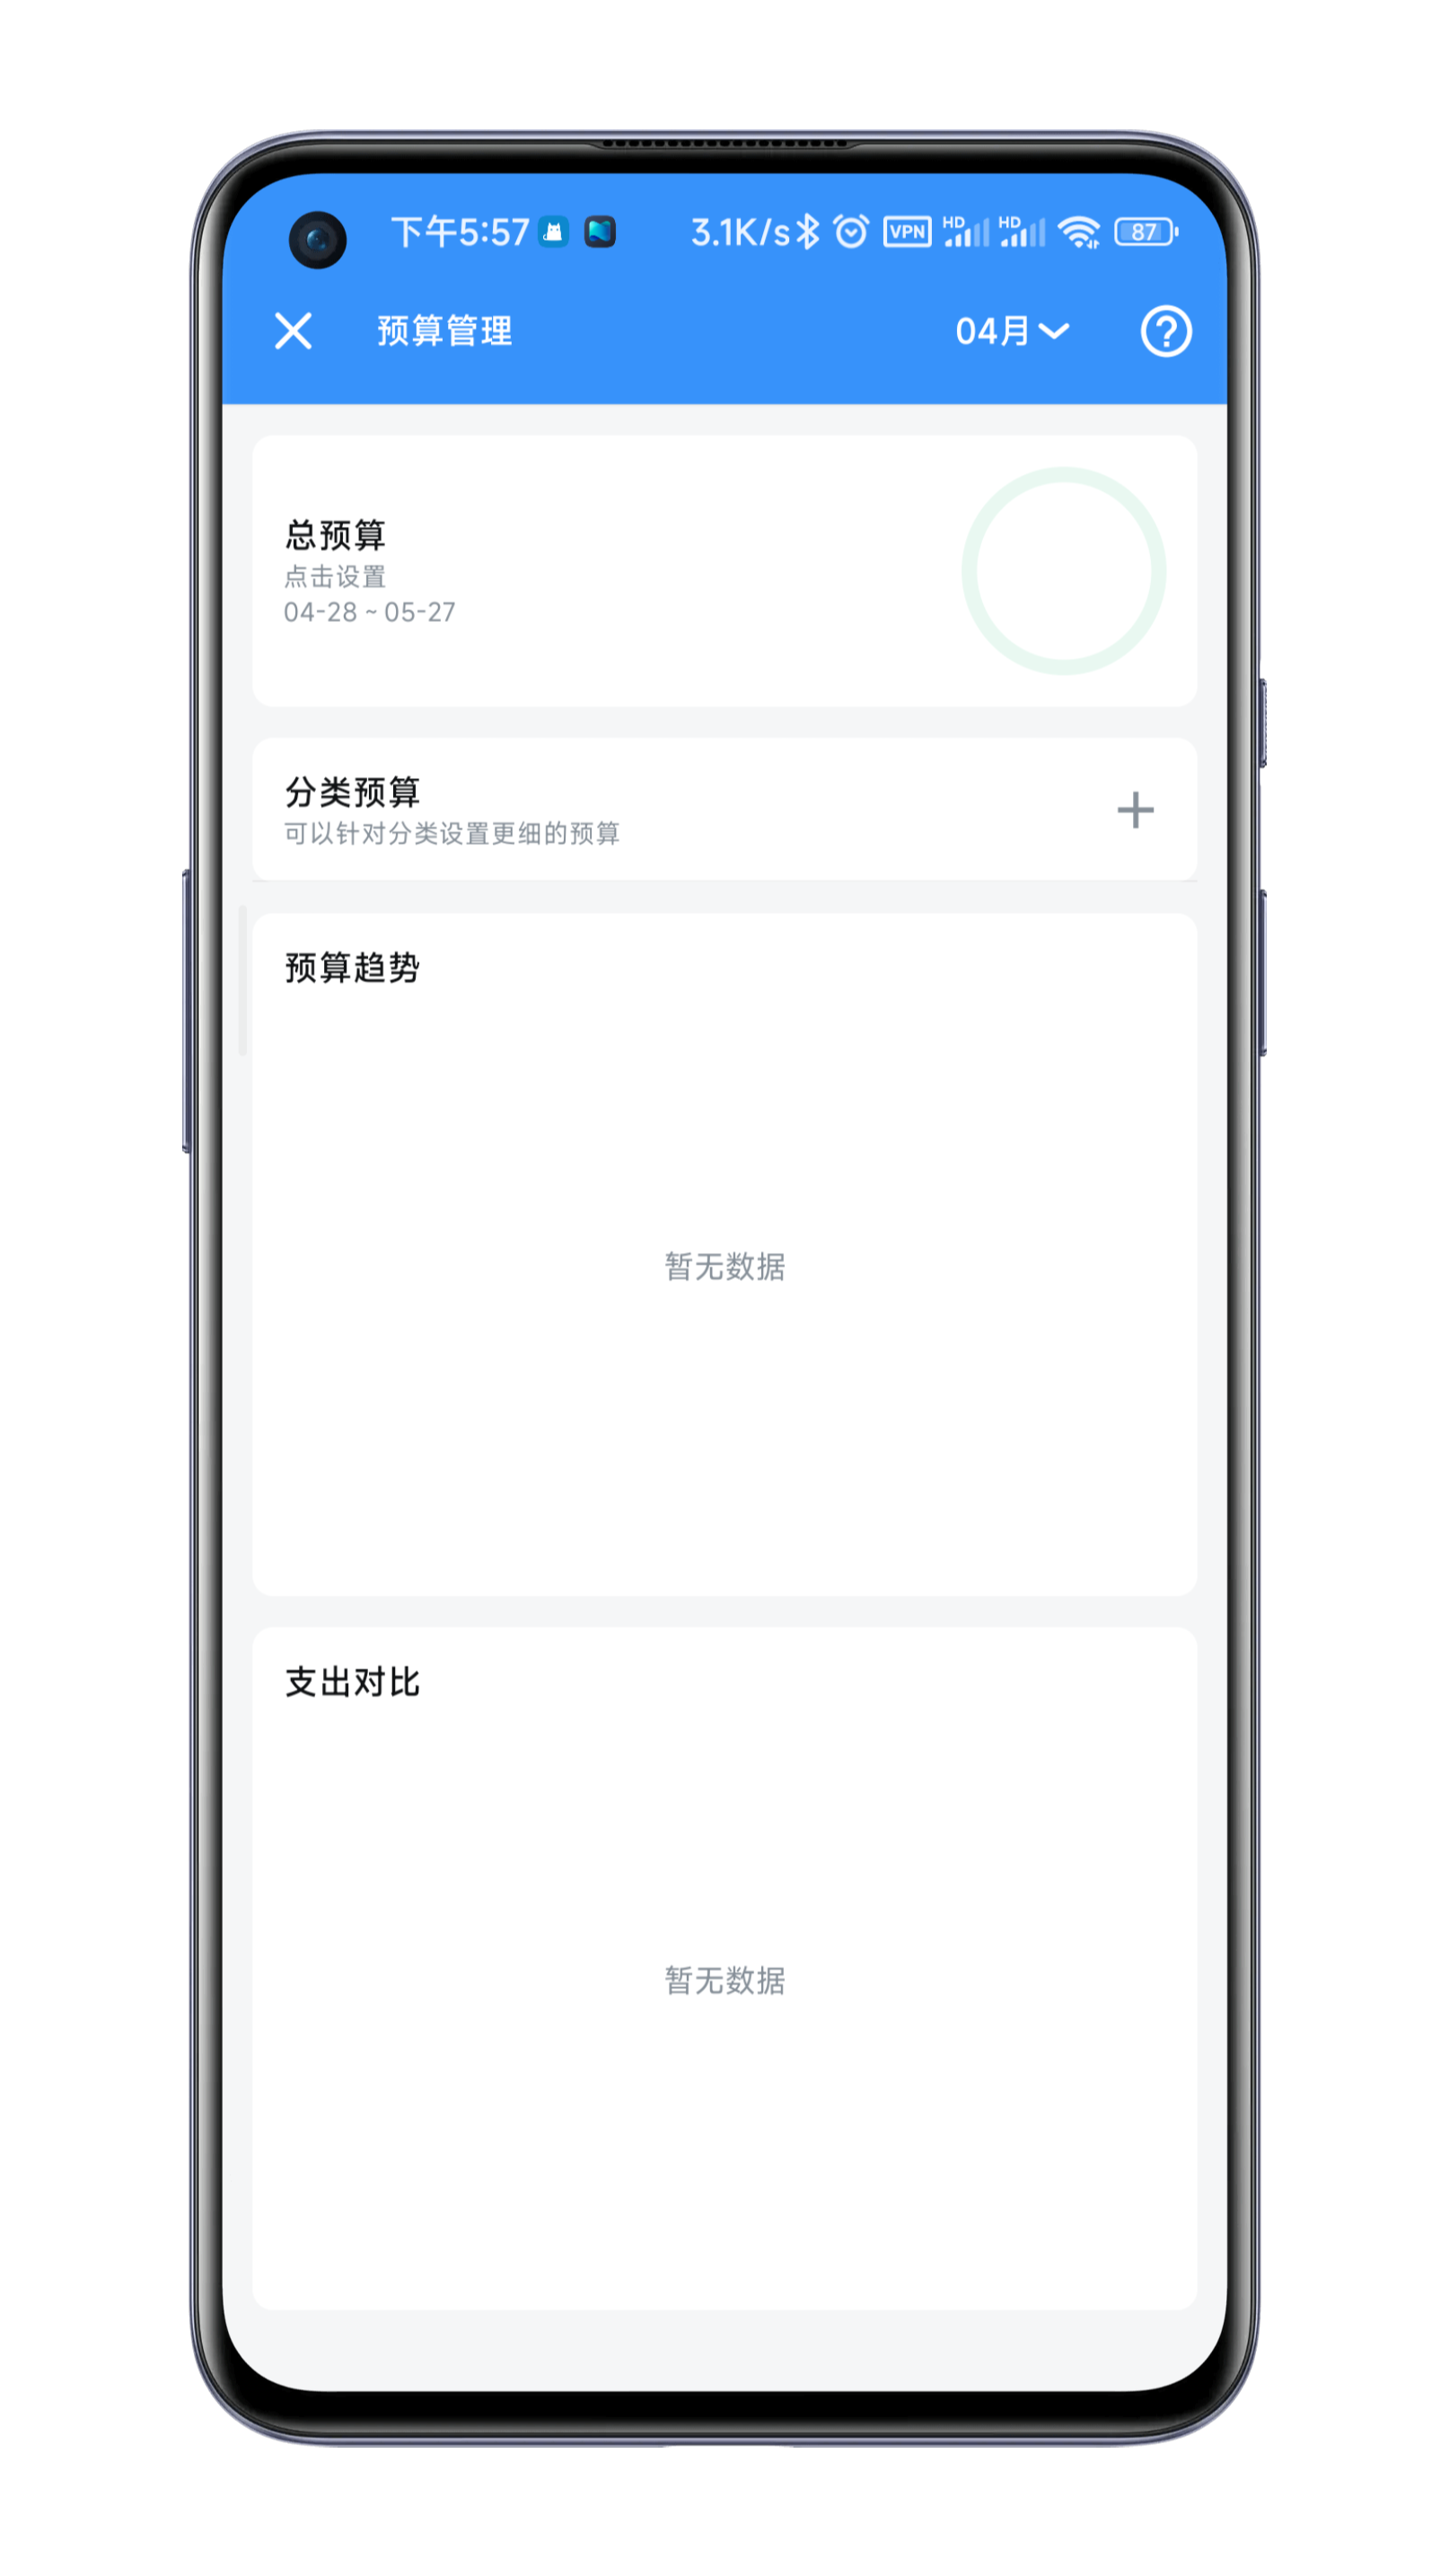 下午5:57 3.1K/s VPN HD HD 87
预算管理 04月
总预算
点击设置
04-28 ~ 05-27
分类预算
可以针对分类设置更细的预算
预算趋势
暂无数据
支出对比
暂无数据